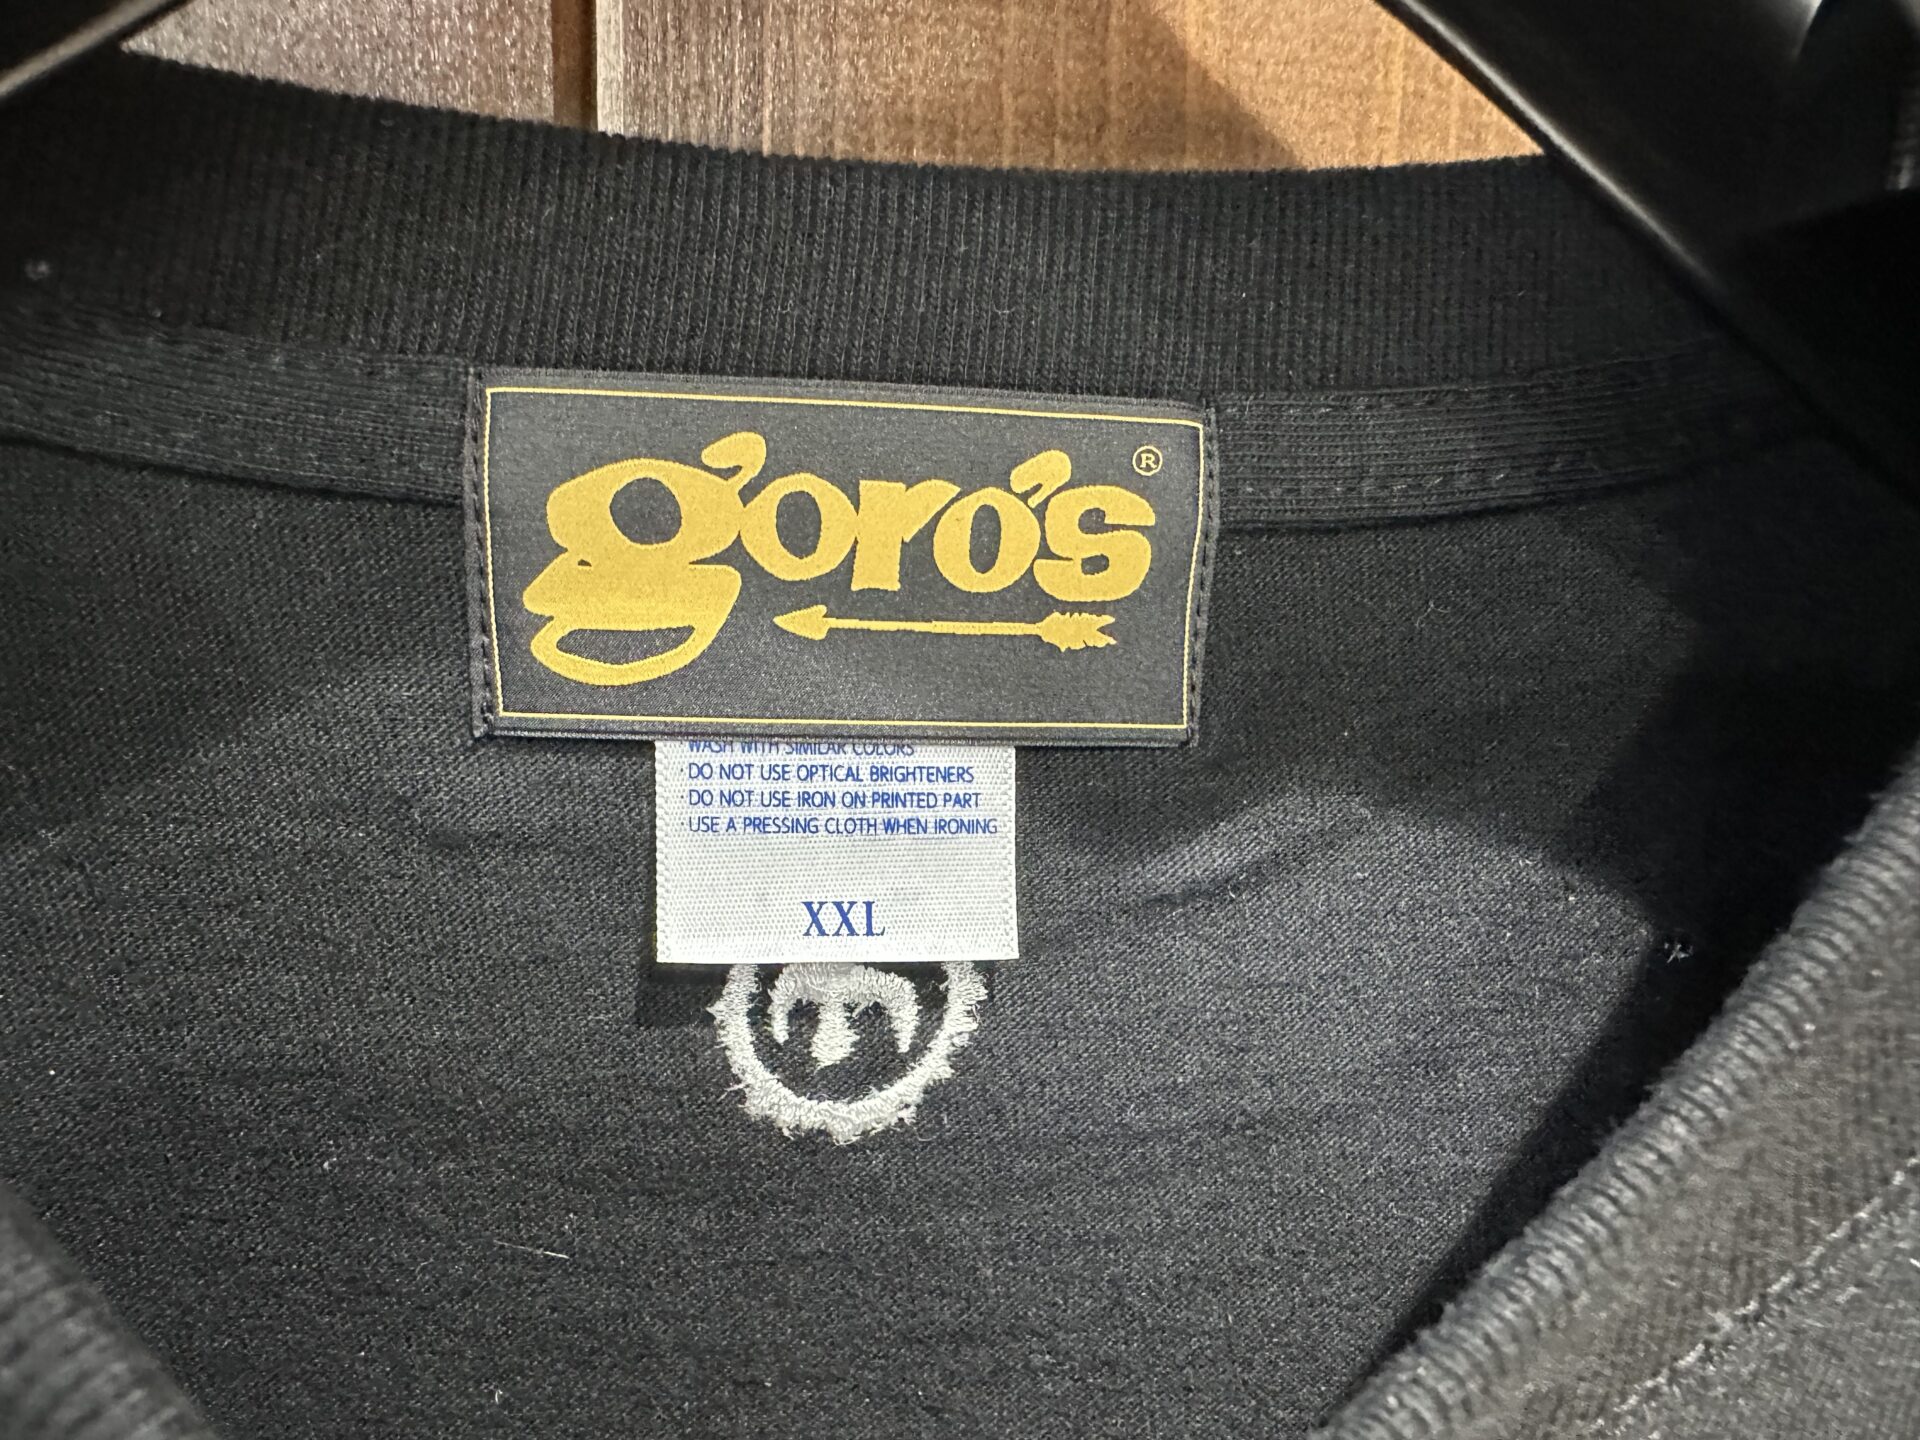 goro's ®
WASH WITH SIMILAR COLORS
·DO NOT USE OPTICAL BRIGHTENERS
·DO NOT USE IRON ON PRINTED PART
·USE A PRESSING CLOTH WHEN IRONING
XXL